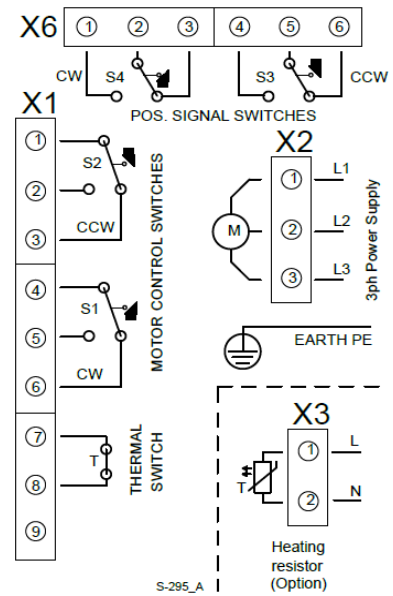 X6 1 2 3 4 5 6
CW S4 S3 CCW
POS. SIGNAL SWITCHES
X1
1
S2
2
CCW
3
4
S1
5
CW
6
MOTOR CONTROL SWITCHES
7
T
8
9
THERMAL
SWITCH
X2
1 L1
M 2 L2
3 L3
3ph Power Supply
EARTH PE
X3
1 L
T
2 N
Heating
resistor
(Option)
S-295_A